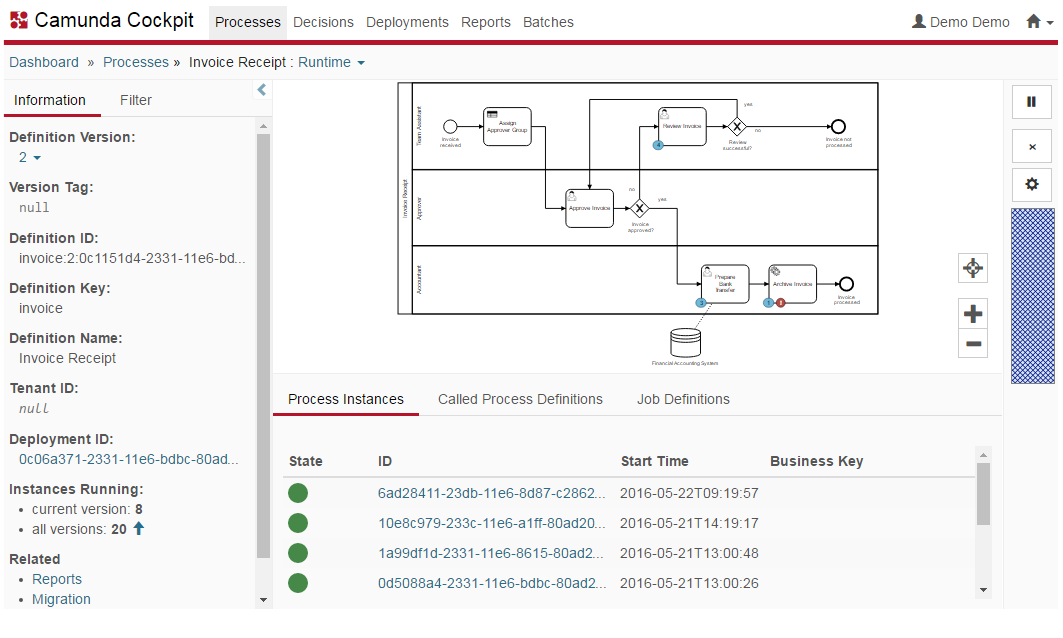 Camunda Cockpit
Processes
Decisions
Deployments
Reports
Batches
Demo Demo
Dashboard » Processes » Invoice Receipt : Runtime
Information
Filter
Definition Version:
2
Version Tag:
null
Definition ID:
invoice:2:0c1151d4-2331-11e6-bd...
Definition Key:
invoice
Definition Name:
Invoice Receipt
Tenant ID:
null
Deployment ID:
0c06a371-2331-11e6-bdbc-80ad...
Instances Running:
current version: 8
all versions: 20
Related
Reports
Migration
Invoice Receipt
Team Assistant
Invoice
received
Assign
Approver Group
Review Invoice
4
yes
no
Review
successful?
Invoice not
processed
Approver
Approve Invoice
no
yes
Invoice
approved?
Accountant
Prepare
Bank
Transfer
3
Archive Invoice
1
1
Invoice
processed
Financial Accounting System
Process Instances
Called Process Definitions
Job Definitions
State
ID
Start Time
Business Key
6ad28411-23db-11e6-8d87-c2862...
2016-05-22T09:19:57
10e8c979-233c-11e6-a1ff-80ad20...
2016-05-21T14:19:17
1a99df1d-2331-11e6-8615-80ad2...
2016-05-21T13:00:48
0d5088a4-2331-11e6-bdbc-80ad2...
2016-05-21T13:00:26